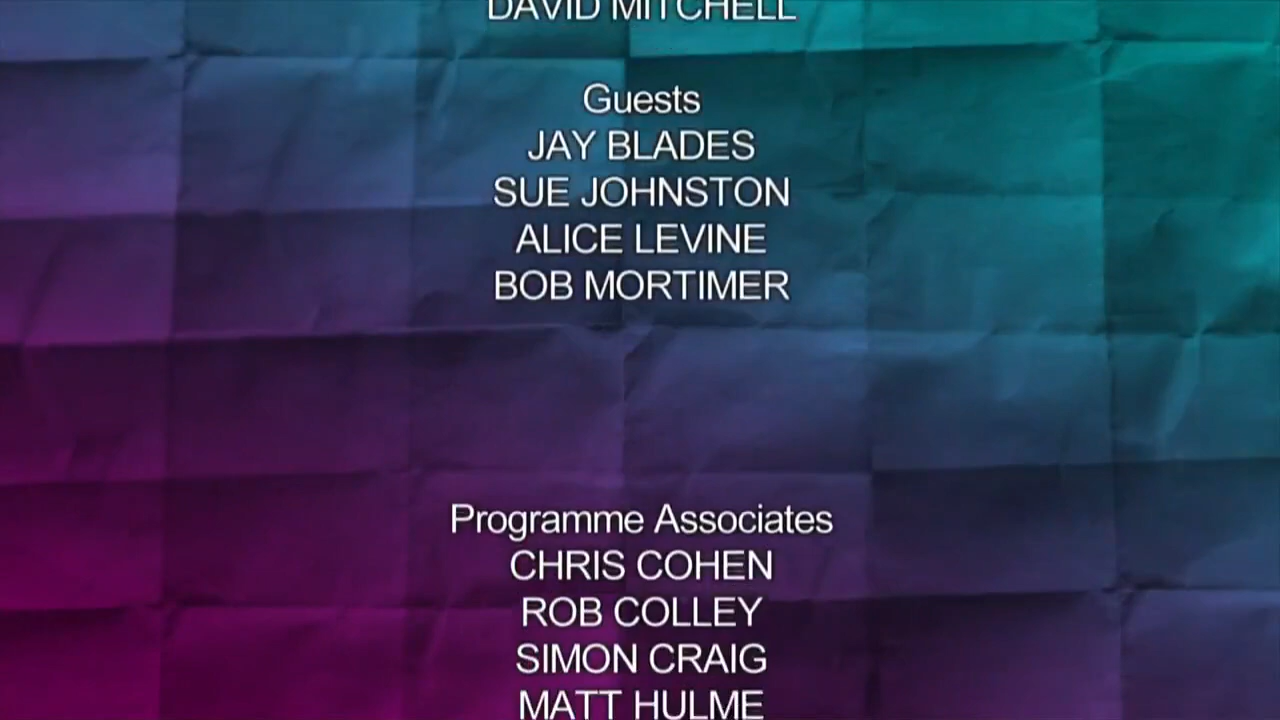 DAVID MITCHELL
Guests
JAY BLADES
SUE JOHNSTON
ALICE LEVINE
BOB MORTIMER
Programme Associates
CHRIS COHEN
ROB COLLEY
SIMON CRAIG
MATT HULME